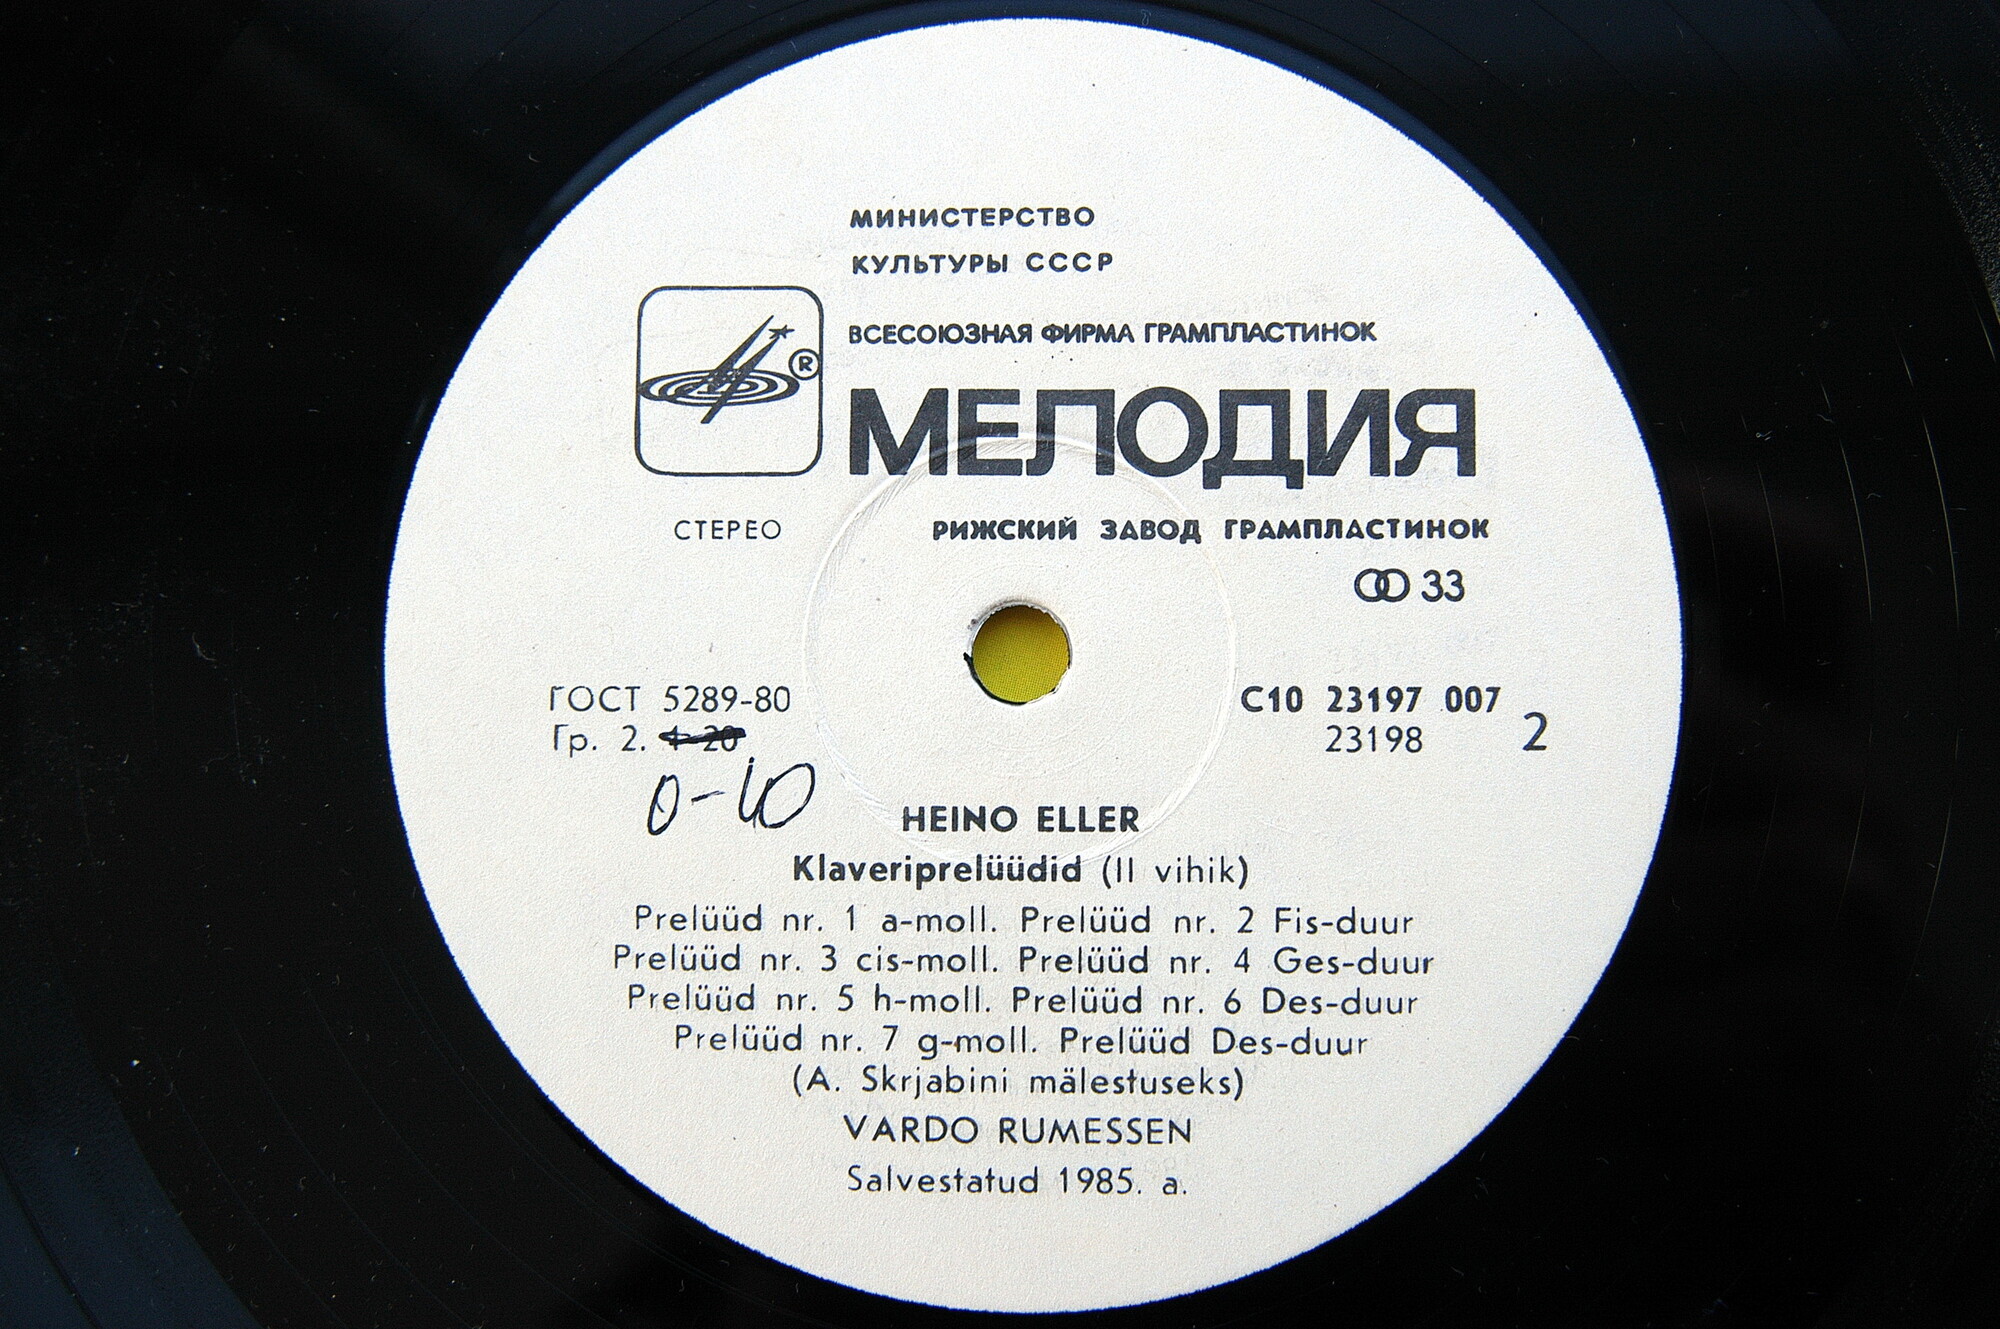 МИНИСТЕРСТВО
КУЛЬТУРЫ СССР
ВСЕСОЮЗНАЯ ФИРМА ГРАМПЛАСТИНОК
®
МЕЛОДИЯ
СТЕРЕО
РИЖСКИЙ ЗАВОД ГРАМПЛАСТИНОК
33
ГОСТ 5289-80
С10 23197 007
Гр. 2. 1-20
23198
2
0-40
HEINO ELLER
Klaveriprelüüdid (II vihik)
Prelüüd nr. 1 a-moll. Prelüüd nr. 2 Fis-duur
Prelüüd nr. 3 cis-moll. Prelüüd nr. 4 Ges-duur
Prelüüd nr. 5 h-moll. Prelüüd nr. 6 Des-duur
Prelüüd nr. 7 g-moll. Prelüüd Des-duur
(A. Skrjabini mälestuseks)
VARDO RUMESSEN
Salvestatud 1985. a.